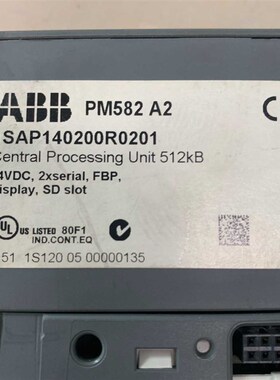 ABB PM582 A2
SAP140200R0201
Central Processing Unit 512kB
4VDC, 2xserial, FBP,
isplay, SD slot
C UL US LISTED 80F1
IND.CONT.EQ
51 1S120 05 00000135